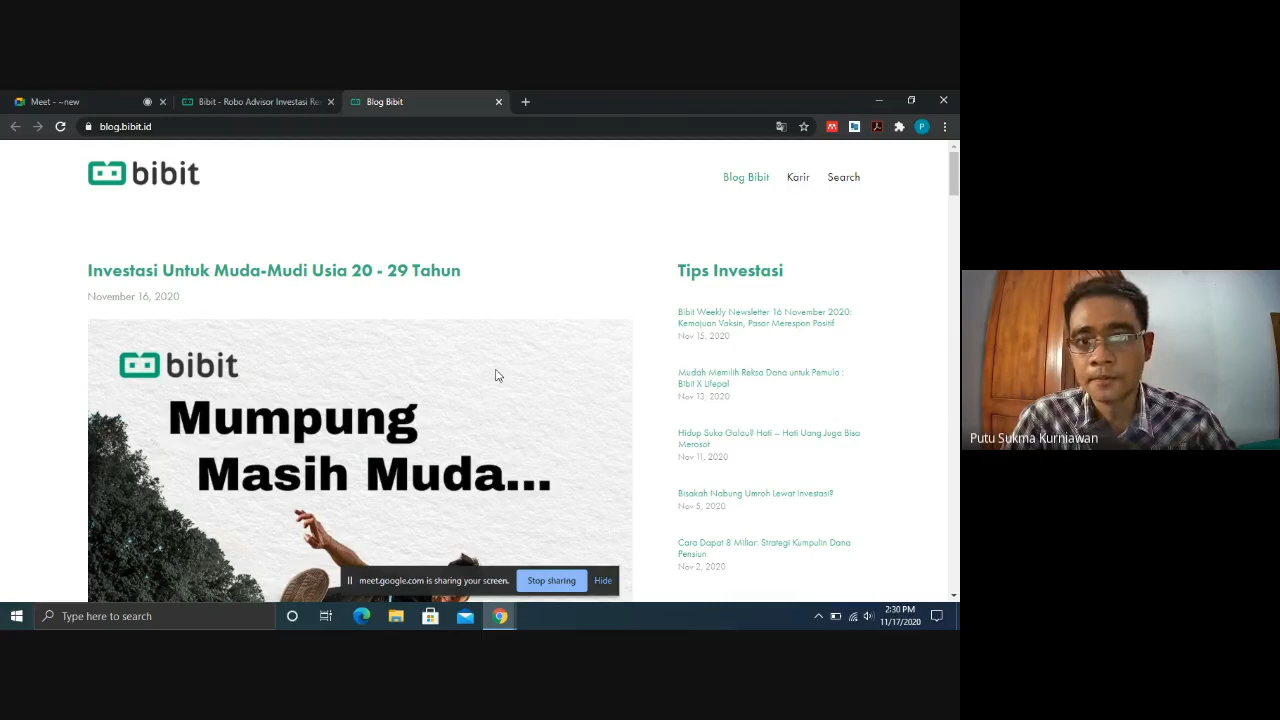 Meet - ~new
Bibit - Robo Advisor Investasi Re
Blog Bibit
blog.bibit.id
P
bibit
Blog Bibit
Karir
Search
Investasi Untuk Muda-Mudi Usia 20 - 29 Tahun
November 16, 2020
bibit
Mumpung
Masih Muda...
Tips Investasi
Bibit Weekly Newsletter 16 November 2020:
Kemajuan Vaksin, Pasar Merespon Positif
Nov 15, 2020
Mudah Memilih Reksa Dana untuk Pemula :
Bibit X Lifepal
Nov 13, 2020
Hidup Suka Galau? Hati – Hati Uang Juga Bisa
Merosot
Nov 11, 2020
Bisakah Nabung Umroh Lewat Investasi?
Nov 5, 2020
Cara Dapat 8 Miliar: Strategi Kumpulin Dana
Pensiun
Nov 2, 2020
meet.google.com is sharing your screen.
Stop sharing
Hide
Type here to search
2:30 PM
11/17/2020
Putu Sukma Kurniawan